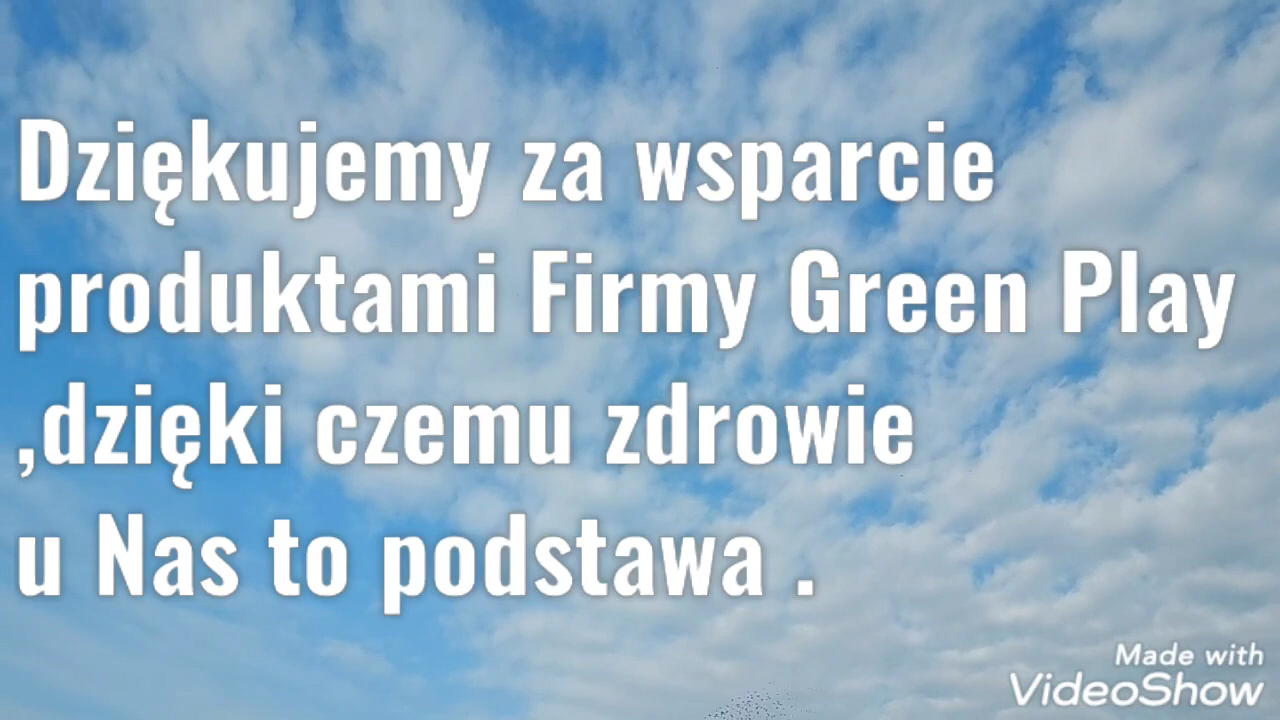 Dziękujemy za wsparcie
produktami Firmy Green Play
,dzięki czemu zdrowie
u Nas to podstawa .
Made with
VideoShow